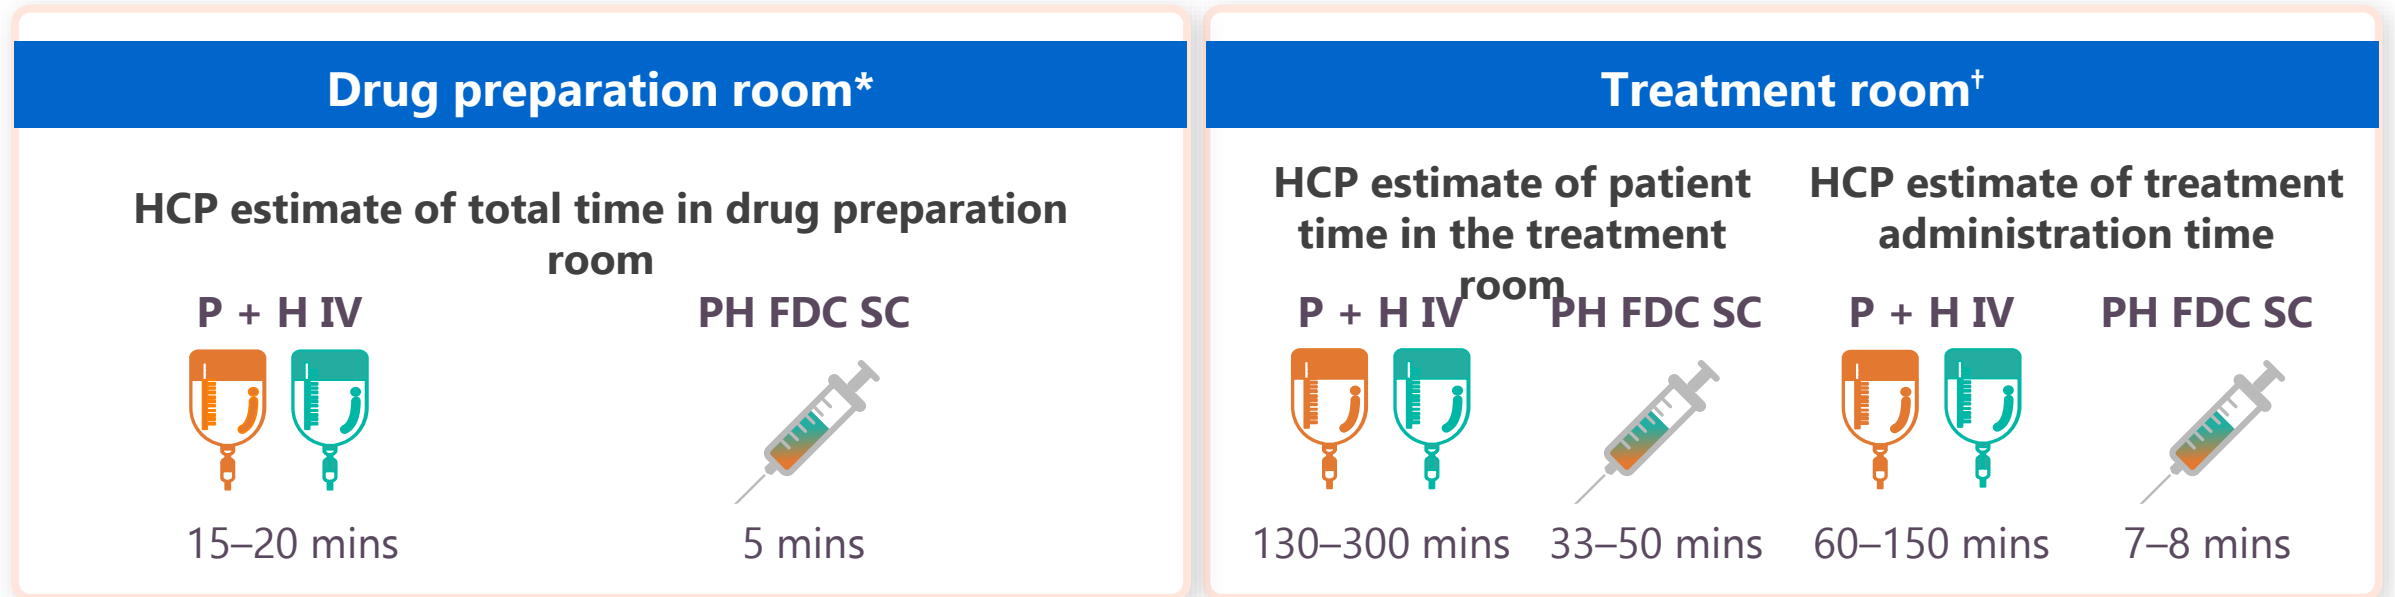 Drug preparation room*
HCP estimate of total time in drug preparation
room
P + H IV
PH FDC SC
15–20 mins
5 mins
Treatment room†
HCP estimate of patient
time in the treatment
room
HCP estimate of treatment
administration time
P + H IV
PH FDC SC
P + H IV
PH FDC SC
130–300 mins
33–50 mins
60–150 mins
7–8 mins